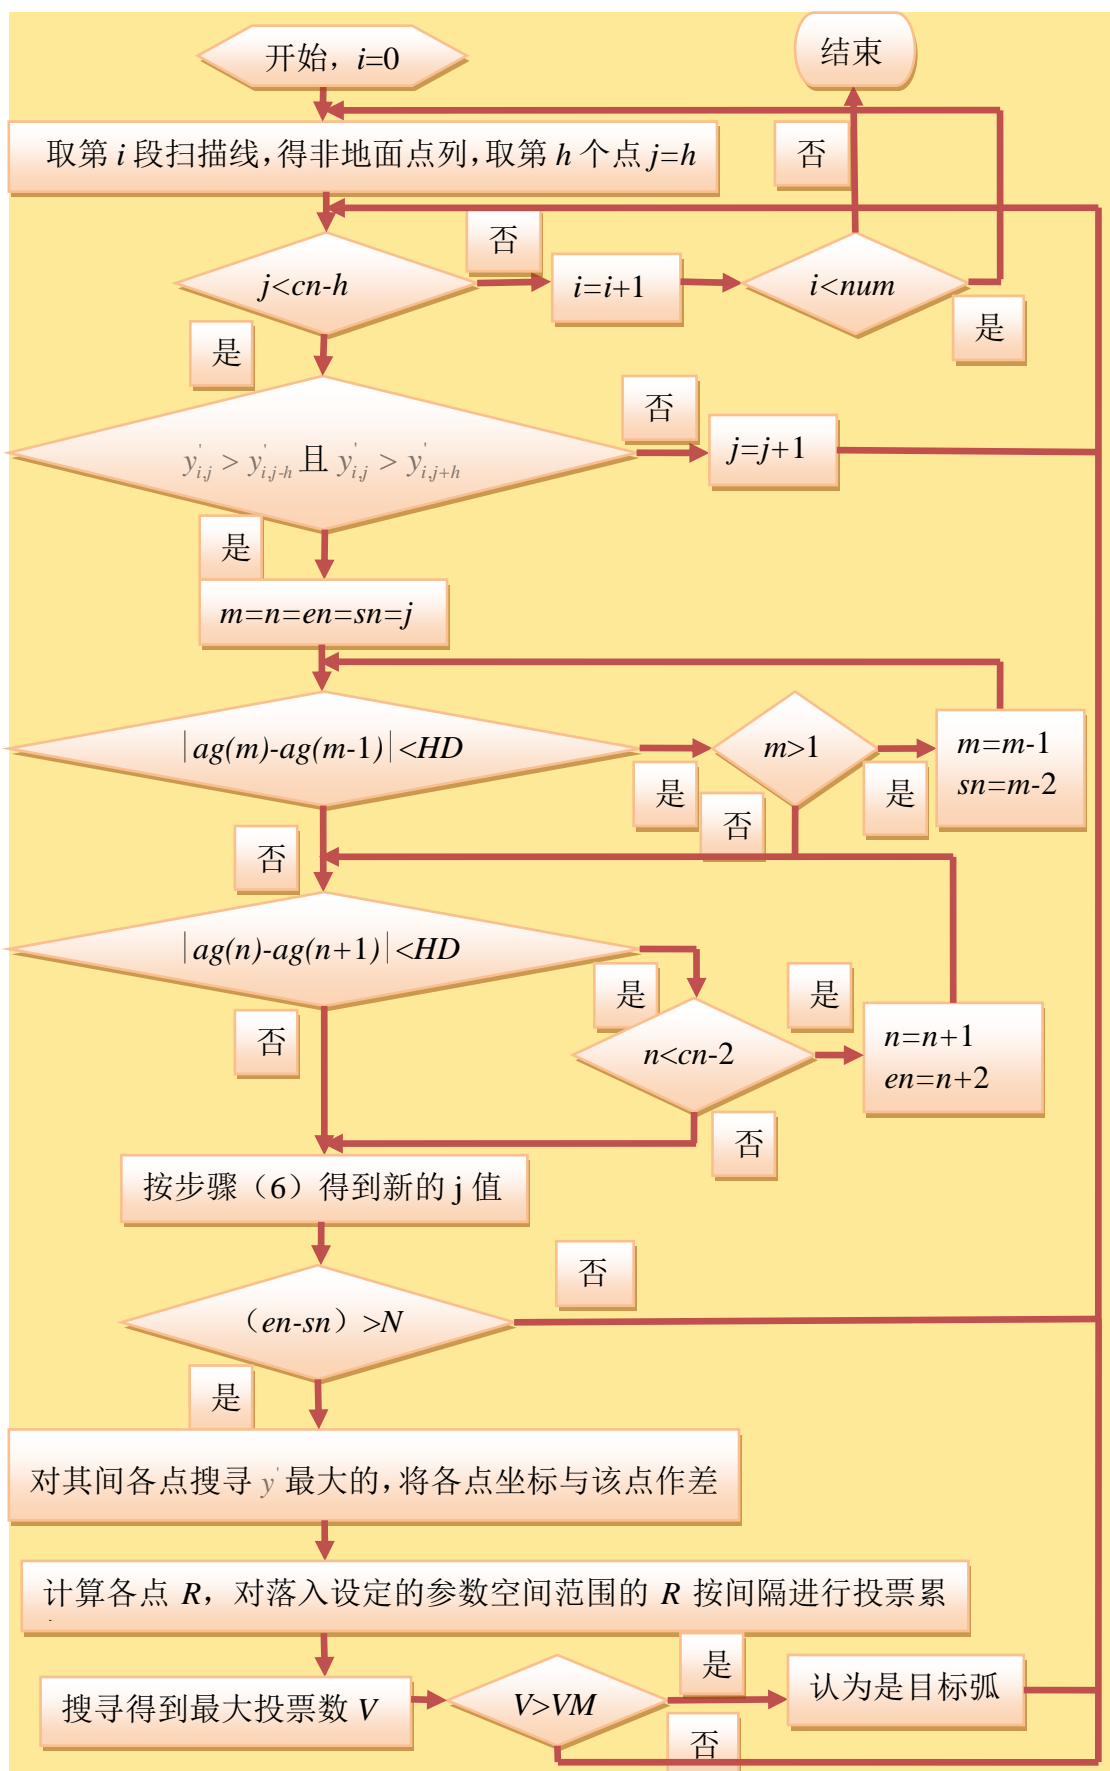 开始，i=0
结束
取第 i 段扫描线，得非地面点列，取第 h 个点 j=h
否
否
j<cn-h
i=i+1
i<num
是
是
否
y'i,j > y'i,j-h 且 y'i,j > y'i,j+h
j=j+1
是
m=n=en=sn=j
|ag(m)-ag(m-1)|<HD
m>1
m=m-1
sn=m-2
是
是
否
否
|ag(n)-ag(n+1)|<HD
是
是
n<cn-2
n=n+1
en=n+2
否
否
按步骤（6）得到新的 j 值
否
（en-sn）>N
是
对其间各点搜寻 y' 最大的，将各点坐标与该点作差
计算各点 R，对落入设定的参数空间范围的 R 按间隔进行投票累
是
搜寻得到最大投票数 V
V>VM
认为是目标弧
否